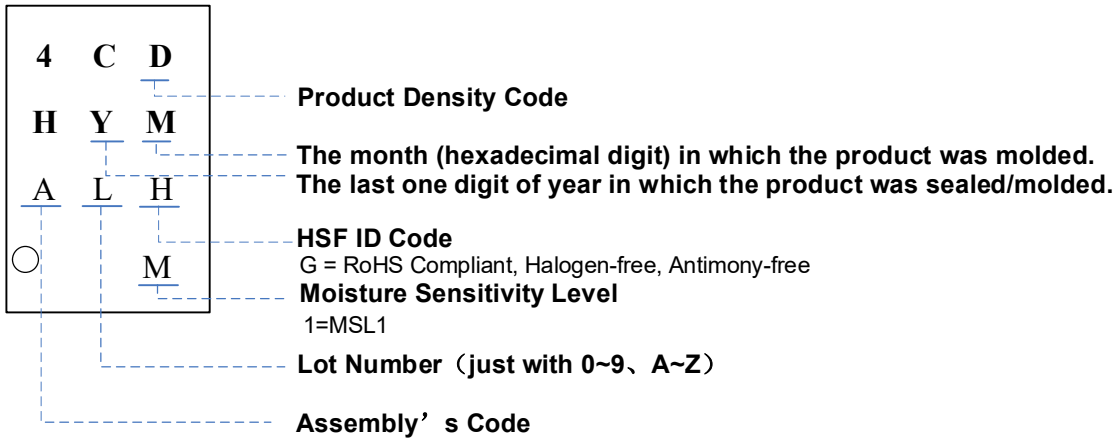 4 C D
Product Density Code
H Y M
The month (hexadecimal digit) in which the product was molded.
The last one digit of year in which the product was sealed/molded.
A L H
HSF ID Code
G = RoHS Compliant, Halogen-free, Antimony-free
M
Moisture Sensitivity Level
1=MSL1
Lot Number（just with 0~9、A~Z）
Assembly’s Code